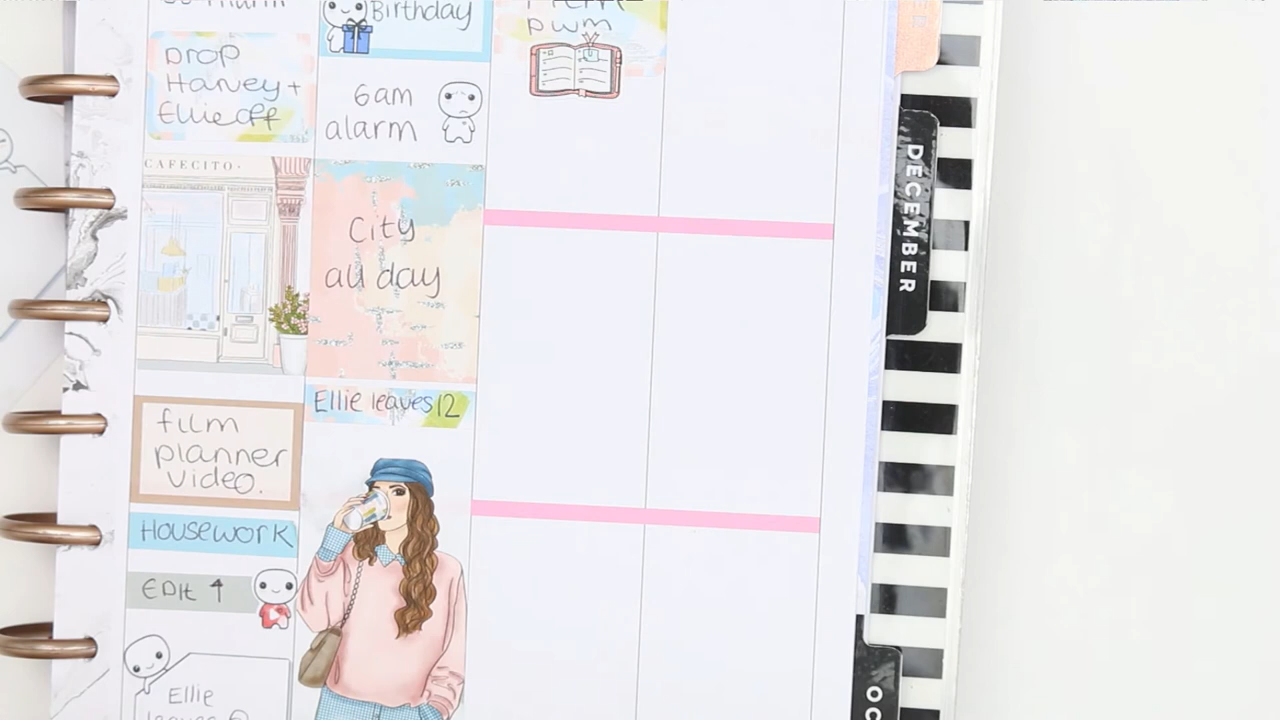 Drop
Harvey +
Ellie off
CAFECITO·
film
planner
video.
Housework
Edit ↑
Ellie
Birthday
6am
alarm
City
all day
Ellie leaves 12
pwm
DECEMBER